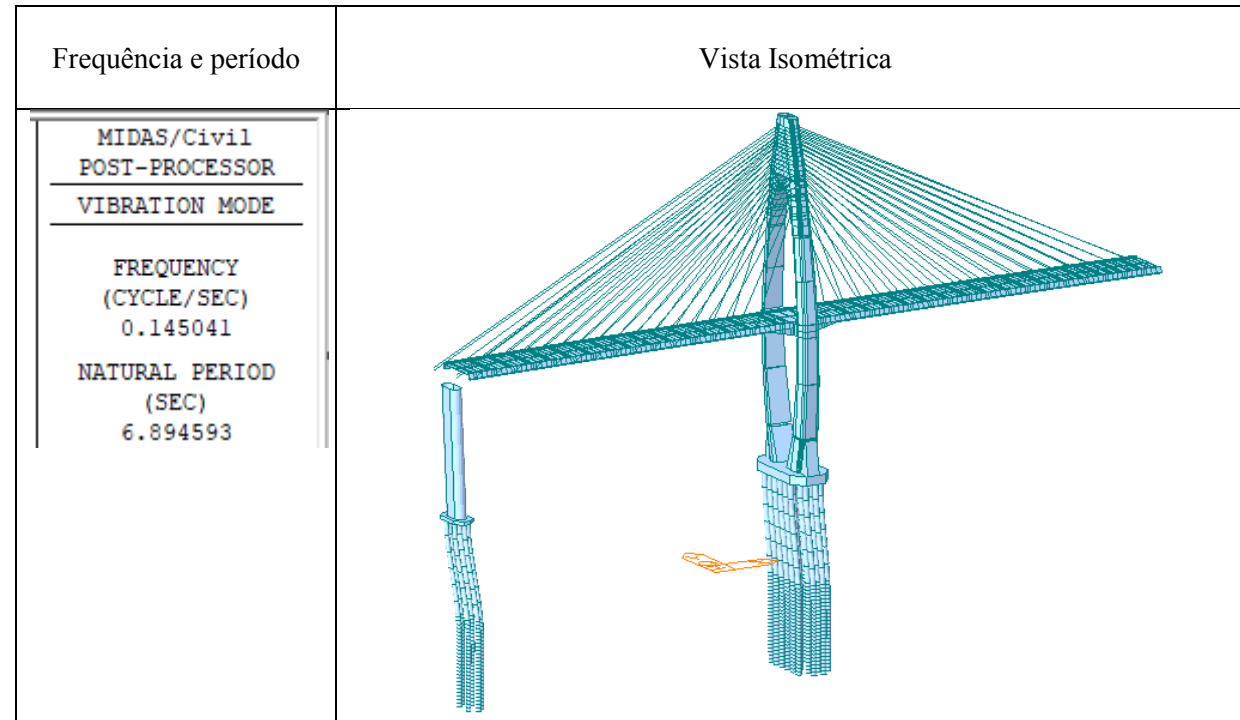 Frequência e período
Vista Isométrica
MIDAS/Civil
POST-PROCESSOR
VIBRATION MODE
FREQUENCY
(CYCLE/SEC)
0.145041
NATURAL PERIOD
(SEC)
6.894593